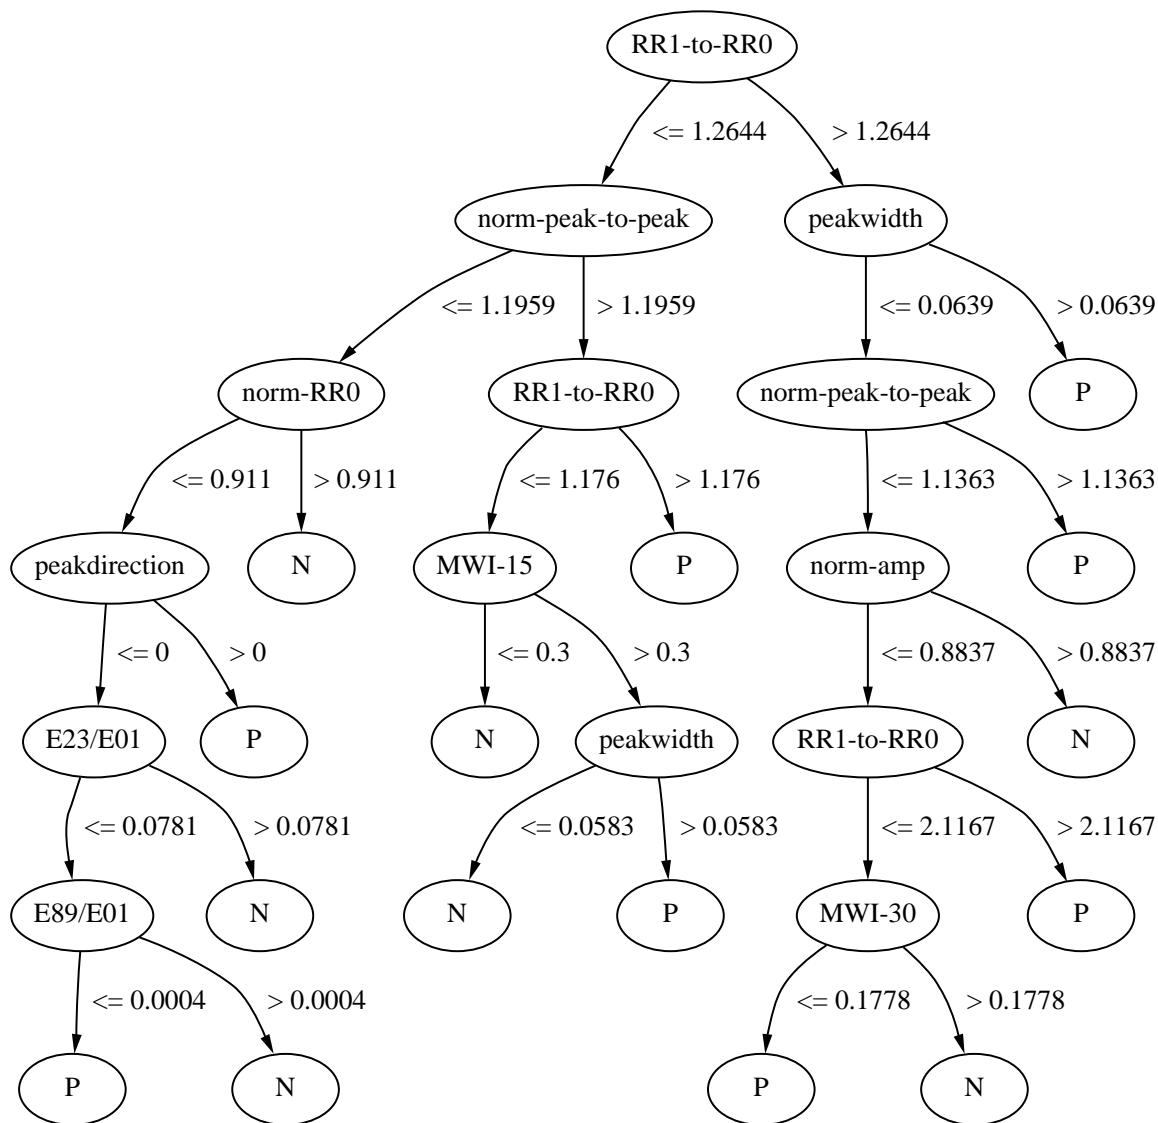 RR1-to-RR0
<= 1.2644 > 1.2644
norm-peak-to-peak peakwidth
<= 1.1959 > 1.1959 <= 0.0639 > 0.0639
norm-RR0 RR1-to-RR0 norm-peak-to-peak P
<= 0.911 > 0.911 <= 1.176 > 1.176 <= 1.1363 > 1.1363
peakdirection N MWI-15 P norm-amp P
<= 0 > 0 <= 0.3 > 0.3 <= 0.8837 > 0.8837
E23/E01 P N peakwidth RR1-to-RR0 N
<= 0.0781 > 0.0781 <= 0.0583 > 0.0583 <= 2.1167 > 2.1167
E89/E01 N N P MWI-30 P
<= 0.0004 > 0.0004 <= 0.1778 > 0.1778
P N P N